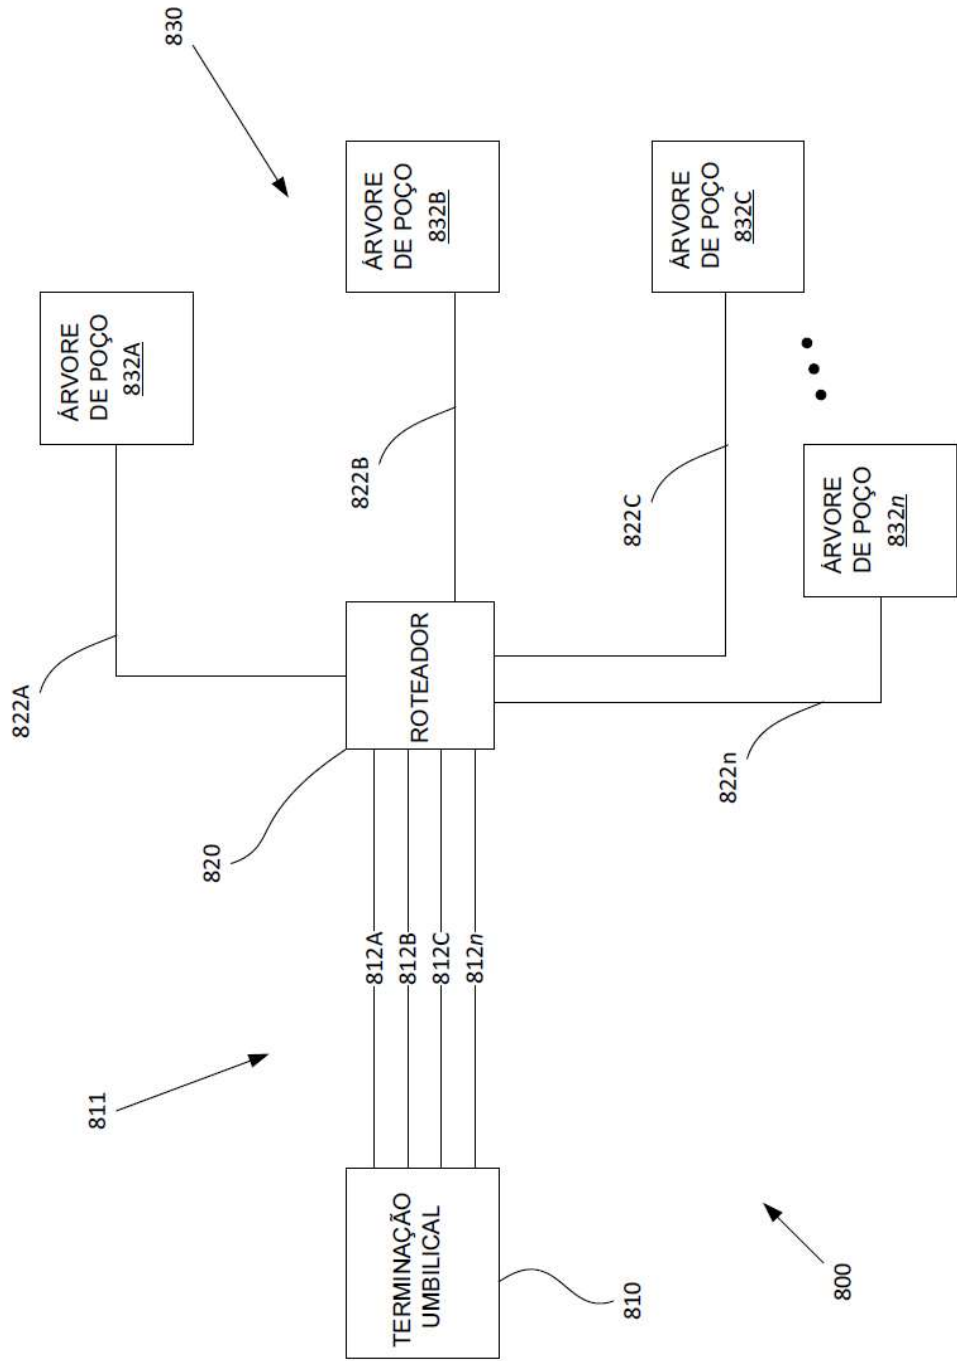 830
ÁRVORE
DE POÇO
832A
ÁRVORE
DE POÇO
832B
ÁRVORE
DE POÇO
832C
ÁRVORE
DE POÇO
832n
822A
822B
822C
822n
ROTEADOR
820
812A
812B
812C
812n
811
TERMINAÇÃO
UMBILICAL
810
800